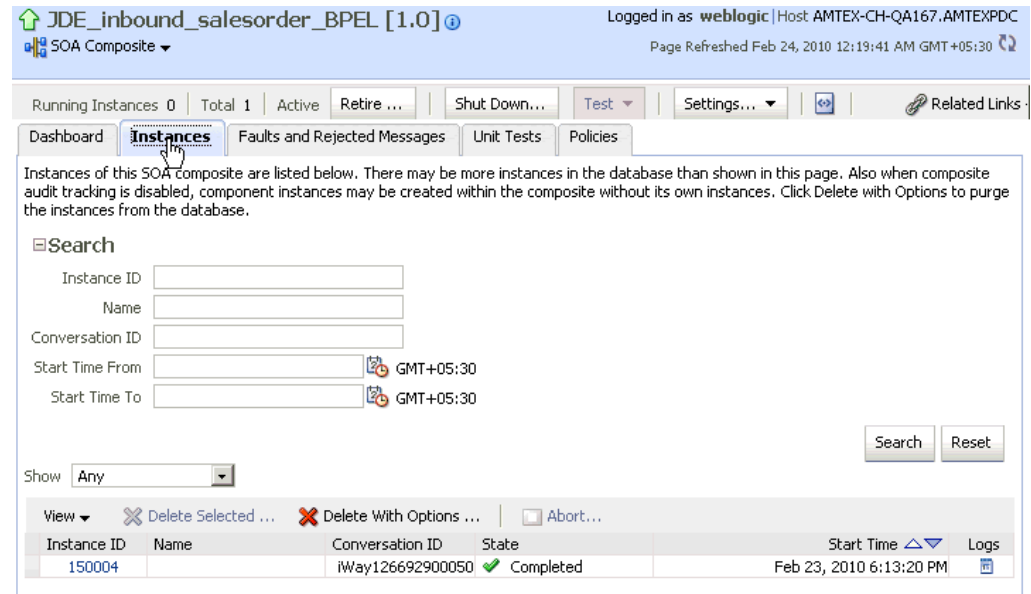 JDE_inbound_salesorder_BPEL [1.0]
Logged in as weblogic|Host AMTEX-CH-QA167.AMTEXPDC
SOA Composite
Page Refreshed Feb 24, 2010 12:19:41 AM GMT+05:30
Running Instances 0 | Total 1 | Active Retire ... Shut Down... Test Settings... Related Links
Dashboard Instances Faults and Rejected Messages Unit Tests Policies
Instances of this SOA composite are listed below. There may be more instances in the database than shown in this page. Also when composite
audit tracking is disabled, component instances may be created within the composite without its own instances. Click Delete with Options to purge
the instances from the database.
Search
Instance ID
Name
Conversation ID
Start Time From GMT+05:30
Start Time To GMT+05:30
Search Reset
Show Any
View Delete Selected ... Delete With Options ... Abort...
Instance ID Name Conversation ID State Start Time Logs
150004 iWay126692900050 Completed Feb 23, 2010 6:13:20 PM